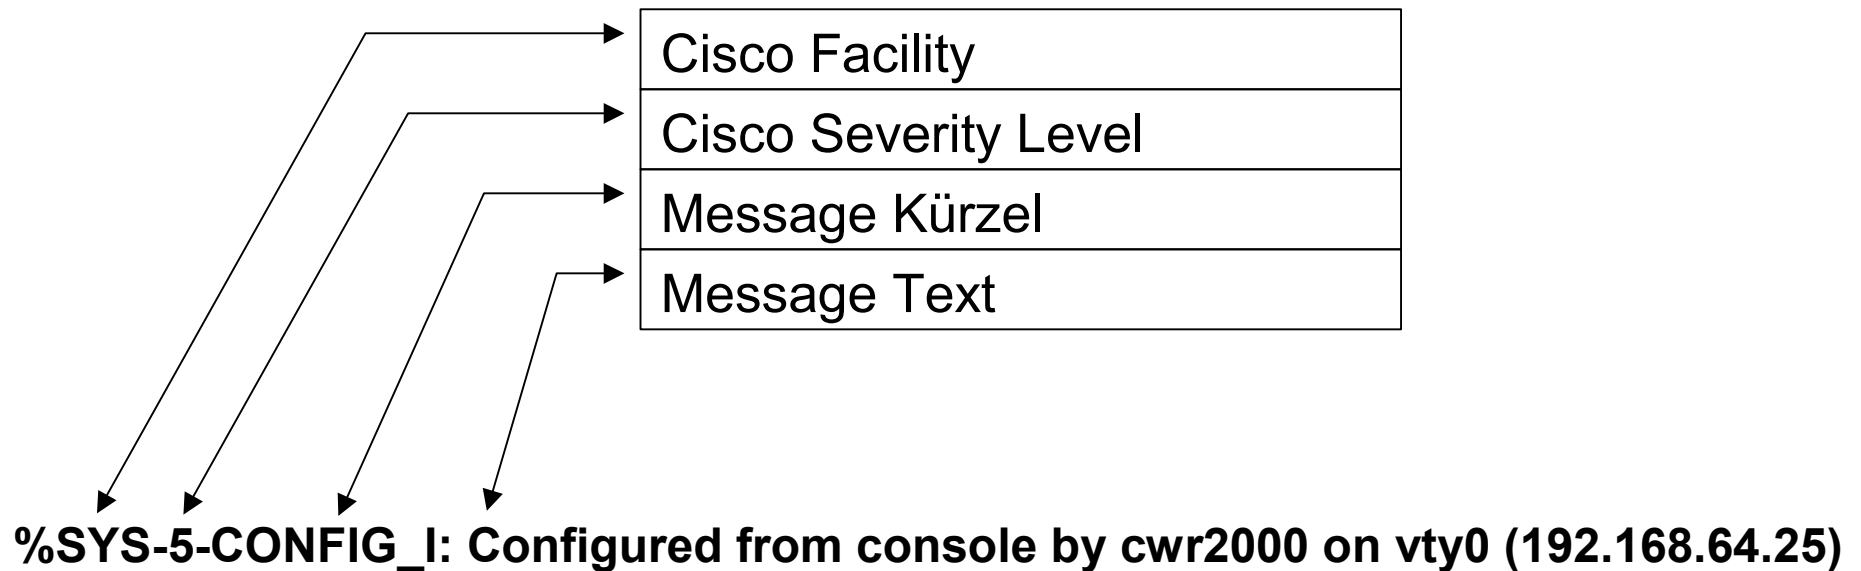 Cisco Facility
Cisco Severity Level
Message Kürzel
Message Text
%SYS-5-CONFIG_I: Configured from console by cwr2000 on vty0 (192.168.64.25)